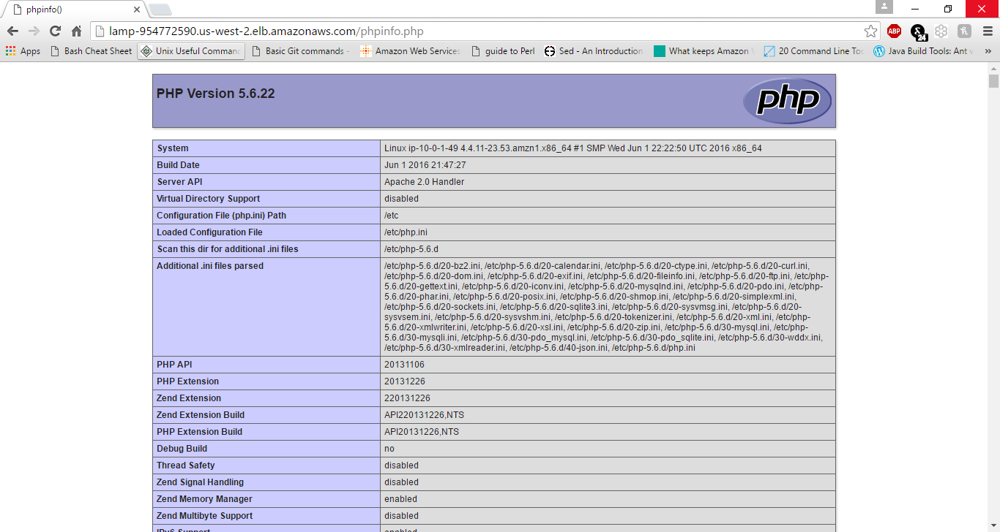 phpinfo()
lamp-954772590.us-west-2.elb.amazonaws.com/phpinfo.php
ABP
24
Apps
Bash Cheat Sheet
Unix Useful Command
Basic Git commands -
Amazon Web Services
guide to Perl
Sed - An Introduction
What keeps Amazon
20 Command Line Too
Java Build Tools: Ant v
»
PHP Version 5.6.22
php
System Linux ip-10-0-1-49 4.4.11-23.53.amzn1.x86_64 #1 SMP Wed Jun 1 22:22:50 UTC 2016 x86_64
Build Date Jun 1 2016 21:47:27
Server API Apache 2.0 Handler
Virtual Directory Support disabled
Configuration File (php.ini) Path /etc
Loaded Configuration File /etc/php.ini
Scan this dir for additional .ini files /etc/php-5.6.d
Additional .ini files parsed /etc/php-5.6.d/20-bz2.ini, /etc/php-5.6.d/20-calendar.ini, /etc/php-5.6.d/20-ctype.ini, /etc/php-5.6.d/20-curl.ini,
/etc/php-5.6.d/20-dom.ini, /etc/php-5.6.d/20-exif.ini, /etc/php-5.6.d/20-fileinfo.ini, /etc/php-5.6.d/20-ftp.ini, /etc/php-
5.6.d/20-gettext.ini, /etc/php-5.6.d/20-iconv.ini, /etc/php-5.6.d/20-mysqlnd.ini, /etc/php-5.6.d/20-pdo.ini, /etc/php-
5.6.d/20-phar.ini, /etc/php-5.6.d/20-posix.ini, /etc/php-5.6.d/20-shmop.ini, /etc/php-5.6.d/20-simplexml.ini,
/etc/php-5.6.d/20-sockets.ini, /etc/php-5.6.d/20-sqlite3.ini, /etc/php-5.6.d/20-sysvmsg.ini, /etc/php-5.6.d/20-
sysvsem.ini, /etc/php-5.6.d/20-sysvshm.ini, /etc/php-5.6.d/20-tokenizer.ini, /etc/php-5.6.d/20-xml.ini, /etc/php-
5.6.d/20-xmlwriter.ini, /etc/php-5.6.d/20-xsl.ini, /etc/php-5.6.d/20-zip.ini, /etc/php-5.6.d/30-mysql.ini, /etc/php-
5.6.d/30-mysqli.ini, /etc/php-5.6.d/30-pdo_mysql.ini, /etc/php-5.6.d/30-pdo_sqlite.ini, /etc/php-5.6.d/30-wddx.ini,
/etc/php-5.6.d/30-xmlreader.ini, /etc/php-5.6.d/40-json.ini, /etc/php-5.6.d/php.ini
PHP API 20131106
PHP Extension 20131226
Zend Extension 220131226
Zend Extension Build API220131226,NTS
PHP Extension Build API20131226,NTS
Debug Build no
Thread Safety disabled
Zend Signal Handling disabled
Zend Memory Manager enabled
Zend Multibyte Support disabled
IPv6 Support enabled